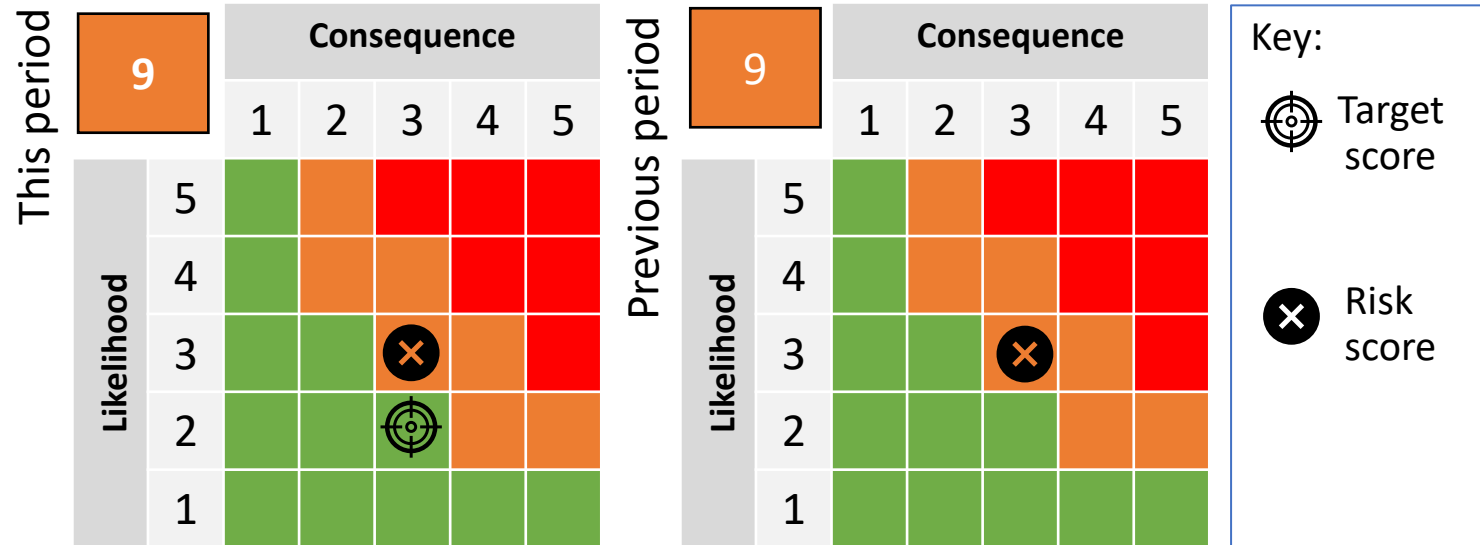 This period
9
Consequence
1 2 3 4 5
Likelihood
5
4
3
2
1
Previous period
9
Consequence
1 2 3 4 5
Likelihood
5
4
3
2
1
Key:
Target
score
Risk
score